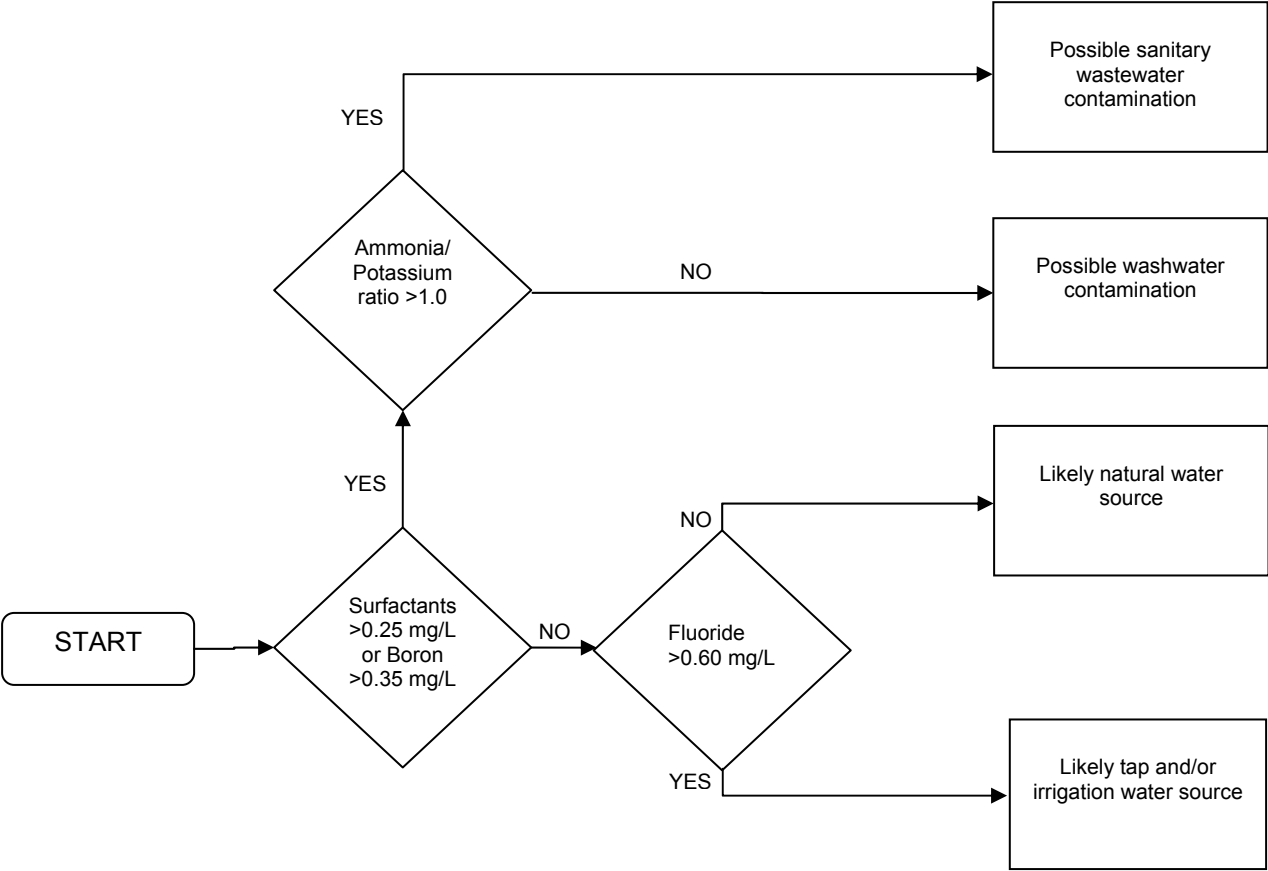 Possible sanitary
wastewater
contamination
YES
Ammonia/
Potassium
ratio >1.0
NO
Possible washwater
contamination
YES
Likely natural water
source
NO
START
Surfactants
>0.25 mg/L
or Boron
>0.35 mg/L
NO
Fluoride
>0.60 mg/L
YES
Likely tap and/or
irrigation water source